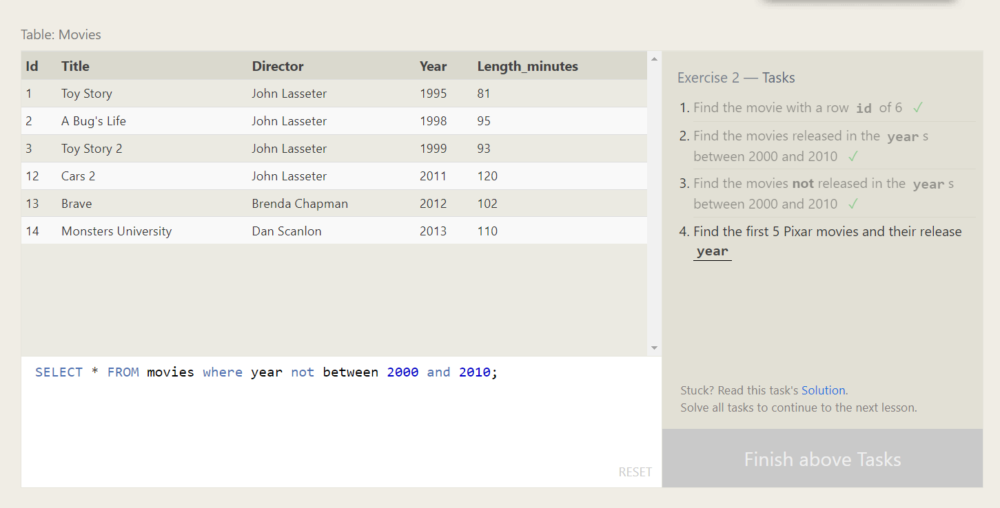 Table: Movies
Id Title Director Year Length_minutes
1 Toy Story John Lasseter 1995 81
2 A Bug's Life John Lasseter 1998 95
3 Toy Story 2 John Lasseter 1999 93
12 Cars 2 John Lasseter 2011 120
13 Brave Brenda Chapman 2012 102
14 Monsters University Dan Scanlon 2013 110
SELECT * FROM movies where year not between 2000 and 2010;
RESET
Exercise 2 — Tasks
1. Find the movie with a row id of 6 ✓
2. Find the movies released in the year s
between 2000 and 2010 ✓
3. Find the movies not released in the year s
between 2000 and 2010 ✓
4. Find the first 5 Pixar movies and their release
year
Stuck? Read this task's Solution.
Solve all tasks to continue to the next lesson.
Finish above Tasks